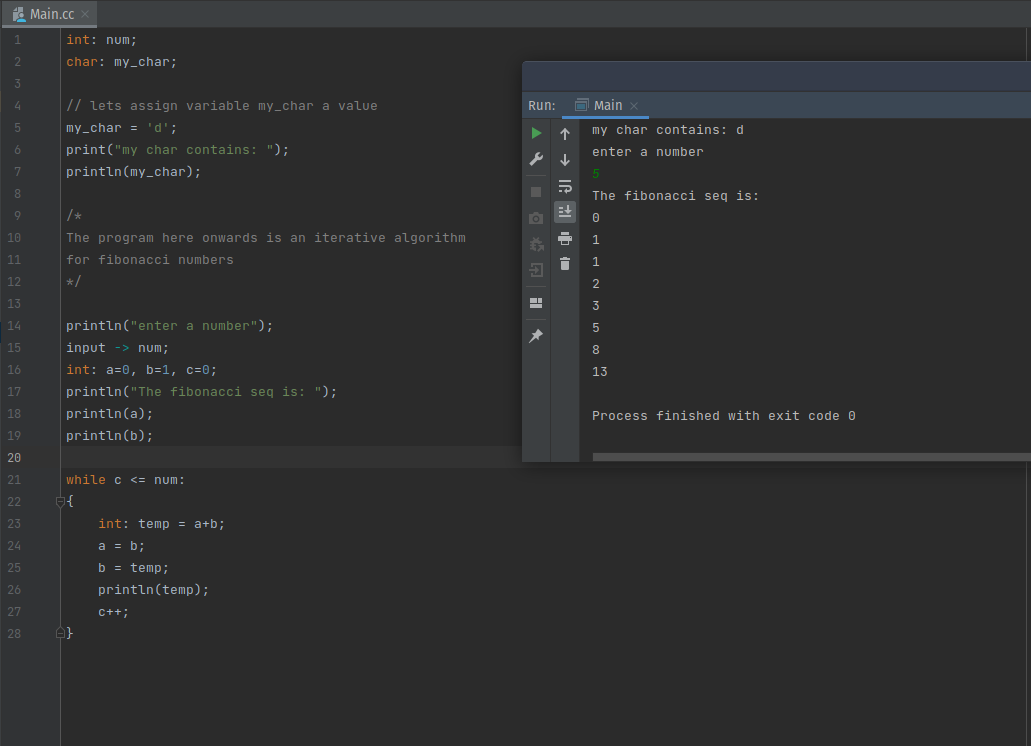 Main.cc
1 int: num;
2 char: my_char;
3
4 // lets assign variable my_char a value
5 my_char = 'd';
6 print("my char contains: ");
7 println(my_char);
8
9 /*
10 The program here onwards is an iterative algorithm
11 for fibonacci numbers
12 */
13
14 println("enter a number");
15 input -> num;
16 int: a=0, b=1, c=0;
17 println("The fibonacci seq is: ");
18 println(a);
19 println(b);
20
21 while c <= num:
22 {
23     int: temp = a+b;
24     a = b;
25     b = temp;
26     println(temp);
27     c++;
28 }
Run: Main
my char contains: d
enter a number
5
The fibonacci seq is:
0
1
1
2
3
5
8
13
Process finished with exit code 0